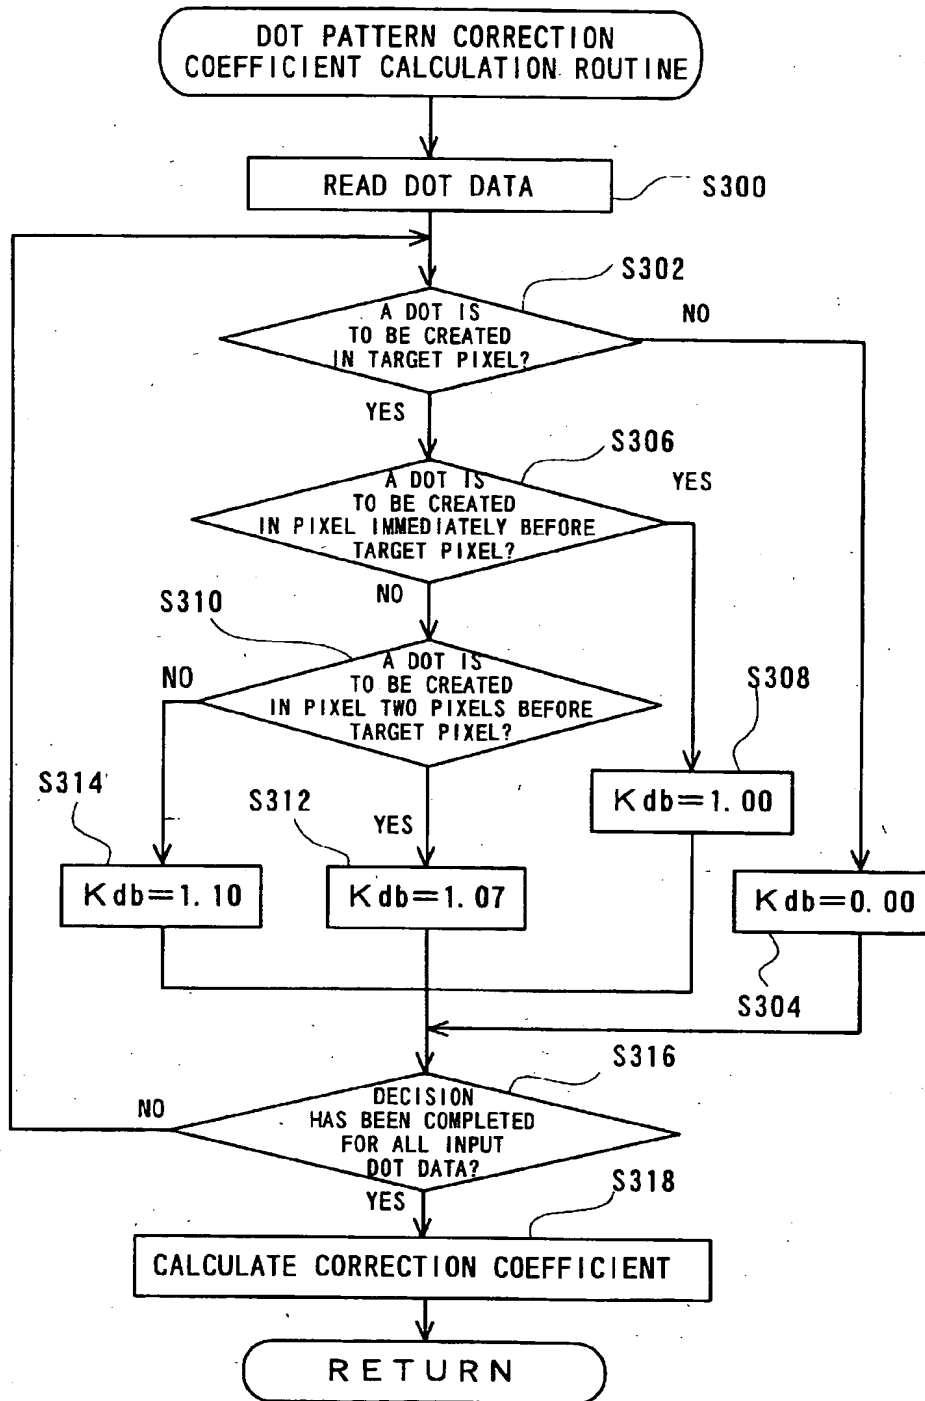 DOT PATTERN CORRECTION
COEFFICIENT CALCULATION ROUTINE
READ DOT DATA
S300
S302
A DOT IS
TO BE CREATED
IN TARGET PIXEL?
NO
YES
S306
A DOT IS
TO BE CREATED
IN PIXEL IMMEDIATELY BEFORE
TARGET PIXEL?
YES
NO
S310
A DOT IS
TO BE CREATED
IN PIXEL TWO PIXELS BEFORE
TARGET PIXEL?
NO
S308
Kdb=1.00
S314
S312
YES
Kdb=1.10
Kdb=1.07
Kdb=0.00
S304
S316
DECISION
HAS BEEN COMPLETED
FOR ALL INPUT
DOT DATA?
NO
YES
S318
CALCULATE CORRECTION COEFFICIENT
RETURN